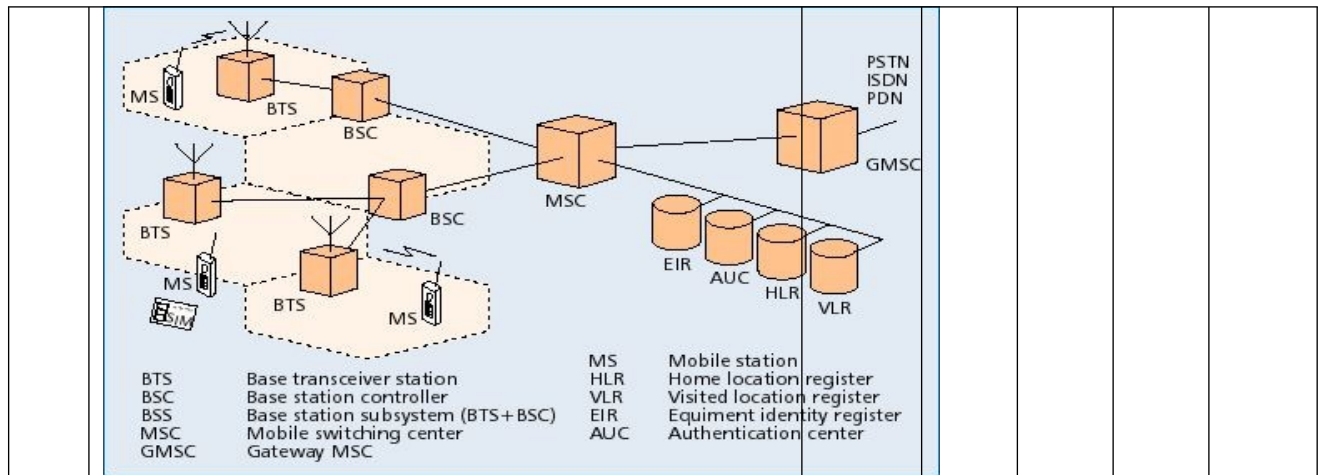 PSTN
ISDN
PDN
MS
BTS
BSC
MSC
GMSC
BTS
BSC
EIR
AUC
HLR
VLR
MS
SIM
BTS
MS
BTS Base transceiver station
BSC Base station controller
BSS Base station subsystem (BTS+BSC)
MSC Mobile switching center
GMSC Gateway MSC
MS Mobile station
HLR Home location register
VLR Visited location register
EIR Equiment identity register
AUC Authentication center